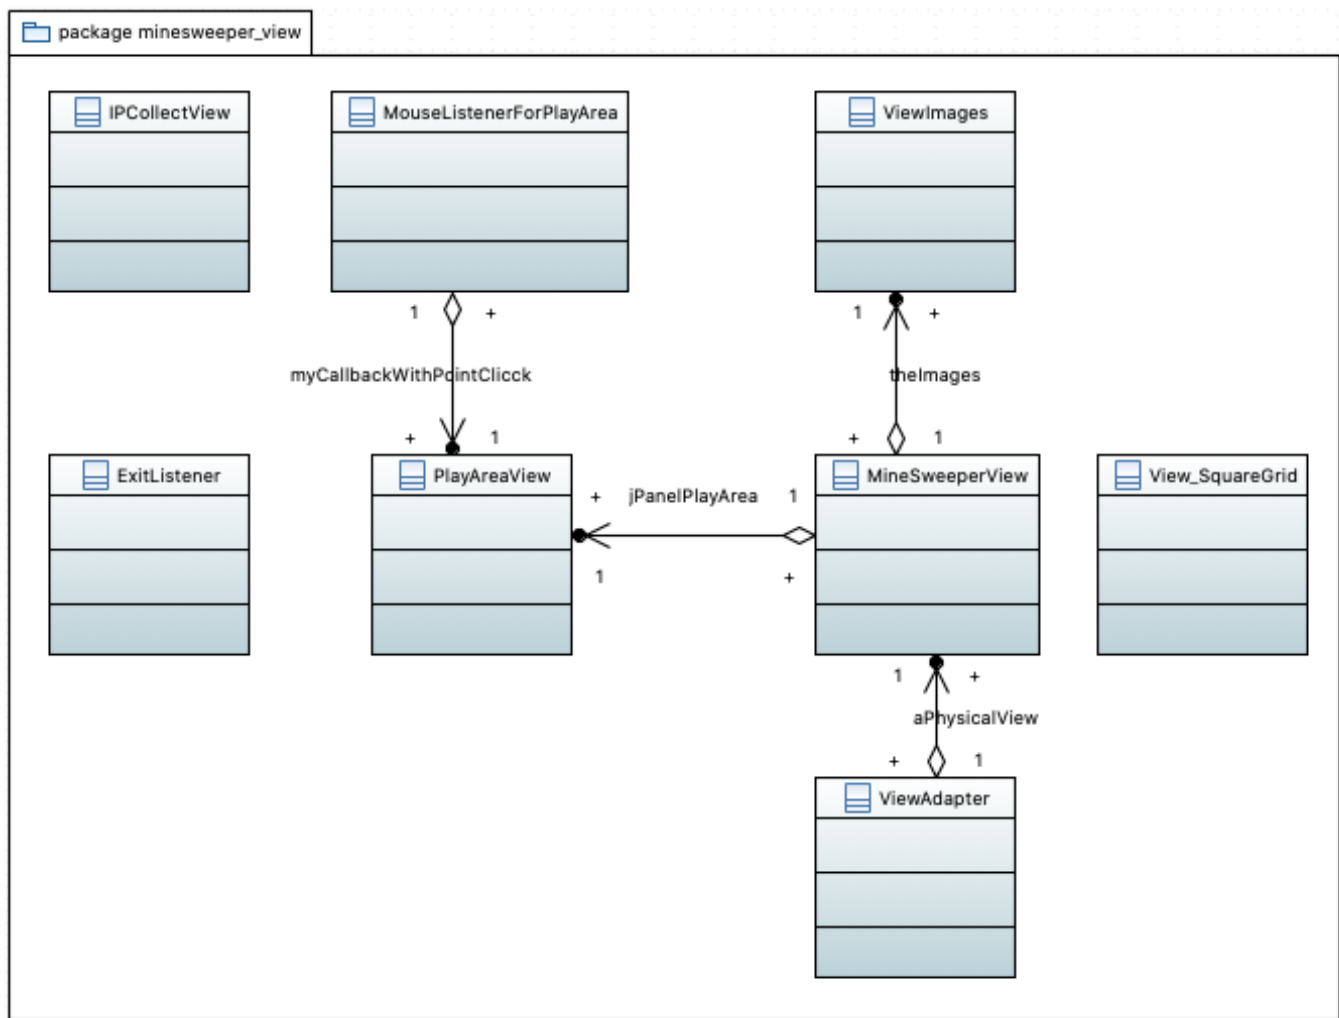 package minesweeper_view
IPCollectView
MouseListenerForPlayArea
ViewImages
1 +
1 +
myCallbackWithPointClicck
theImages
+ 1
+ 1
ExitListener
PlayAreaView
MineSweeperView
View_SquareGrid
+ jPanelPlayArea 1
1 +
1 +
aPhysicalView
+ 1
ViewAdapter